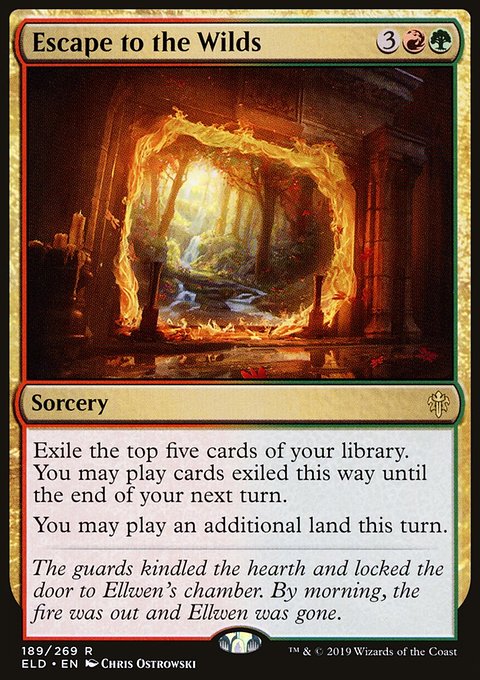 Escape to the Wilds 3
Sorcery
Exile the top five cards of your library.
You may play cards exiled this way until
the end of your next turn.
You may play an additional land this turn.
The guards kindled the hearth and locked the
door to Ellwen's chamber. By morning, the
fire was out and Ellwen was gone.
189/269 R
ELD • EN Chris Ostrowski
™ & © 2019 Wizards of the Coast